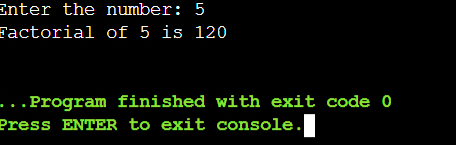 Enter the number: 5
Factorial of 5 is 120
...Program finished with exit code 0
Press ENTER to exit console.